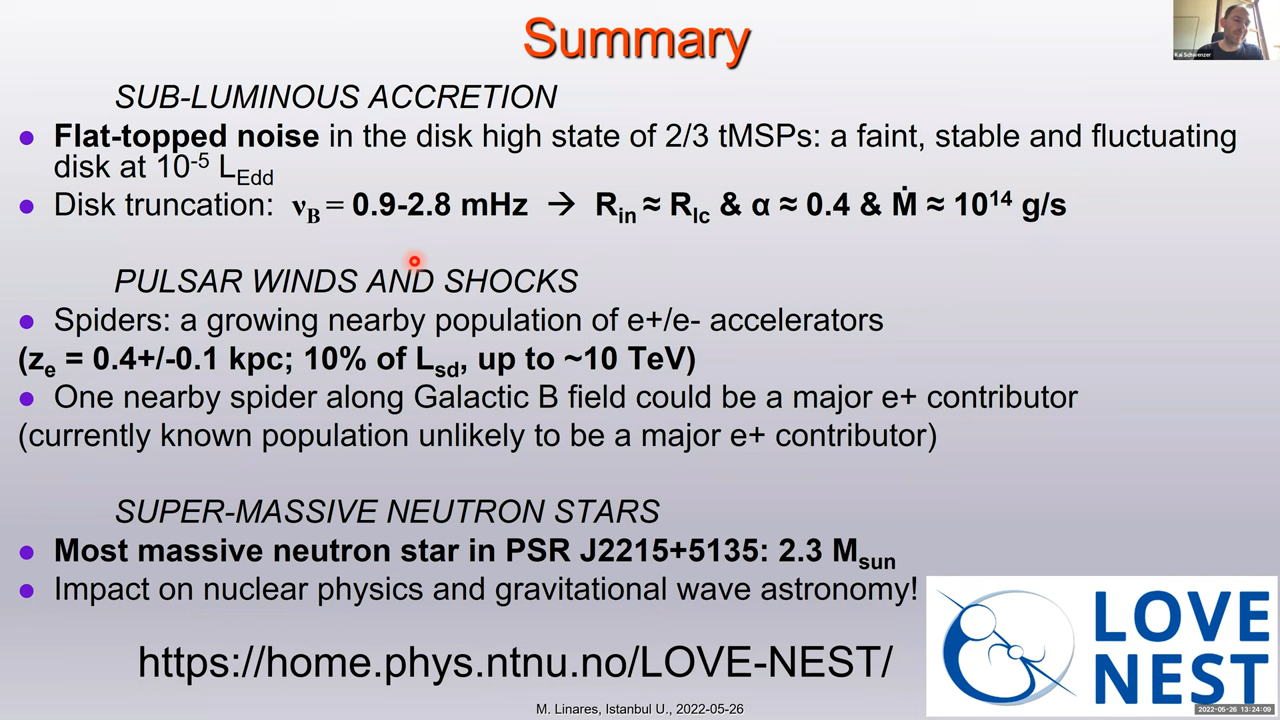 Summary
Kai Schwenzer
SUB-LUMINOUS ACCRETION
● Flat-topped noise in the disk high state of 2/3 tMSPs: a faint, stable and fluctuating
disk at 10⁻⁵ L_Edd
● Disk truncation: ν_B = 0.9-2.8 mHz → R_in ≈ R_lc & α ≈ 0.4 & Ṁ ≈ 10¹⁴ g/s
PULSAR WINDS AND SHOCKS
● Spiders: a growing nearby population of e+/e- accelerators
(z_e = 0.4+/-0.1 kpc; 10% of L_sd, up to ~10 TeV)
● One nearby spider along Galactic B field could be a major e+ contributor
(currently known population unlikely to be a major e+ contributor)
SUPER-MASSIVE NEUTRON STARS
● Most massive neutron star in PSR J2215+5135: 2.3 M_sun
● Impact on nuclear physics and gravitational wave astronomy!
https://home.phys.ntnu.no/LOVE-NEST/
LOVE
NEST
M. Linares, Istanbul U., 2022-05-26
2022-05-26 13:24:09